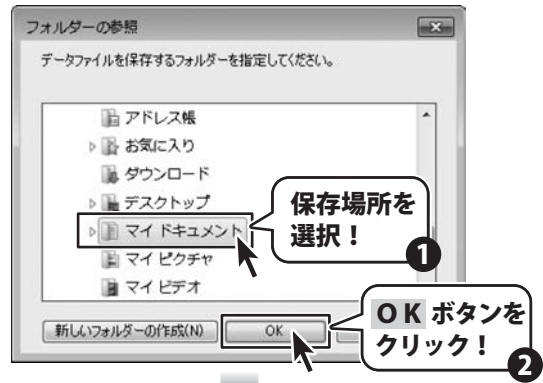 フォルダーの参照
データファイルを保存するフォルダーを指定してください。
アドレス帳
お気に入り
ダウンロード
デスクトップ
マイ ドキュメント
マイ ピクチャ
マイ ビデオ
保存場所を
選択！
1
新しいフォルダーの作成(N)
OK
OK ボタンを
クリック！
2